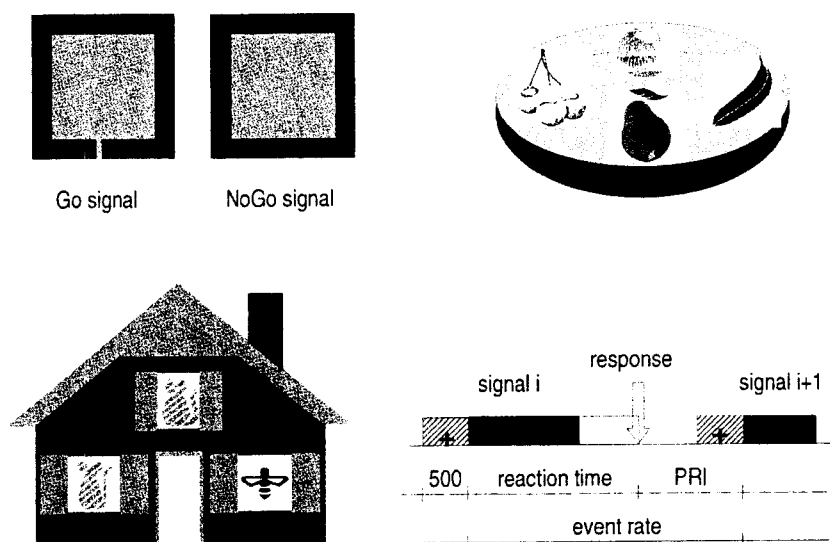 Go signal
NoGo signal
response
signal i
signal i+1
+
+
500
reaction time
PRI
event rate